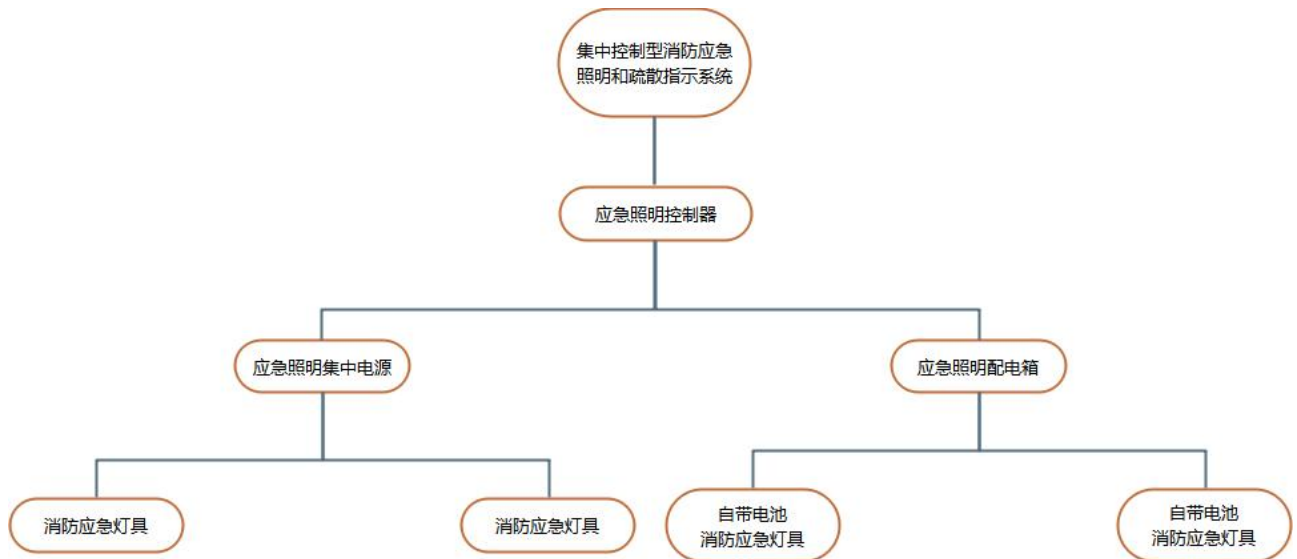 集中控制型消防应急
照明和疏散指示系统
应急照明控制器
应急照明集中电源
应急照明配电箱
消防应急灯具
消防应急灯具
自带电池
消防应急灯具
自带电池
消防应急灯具